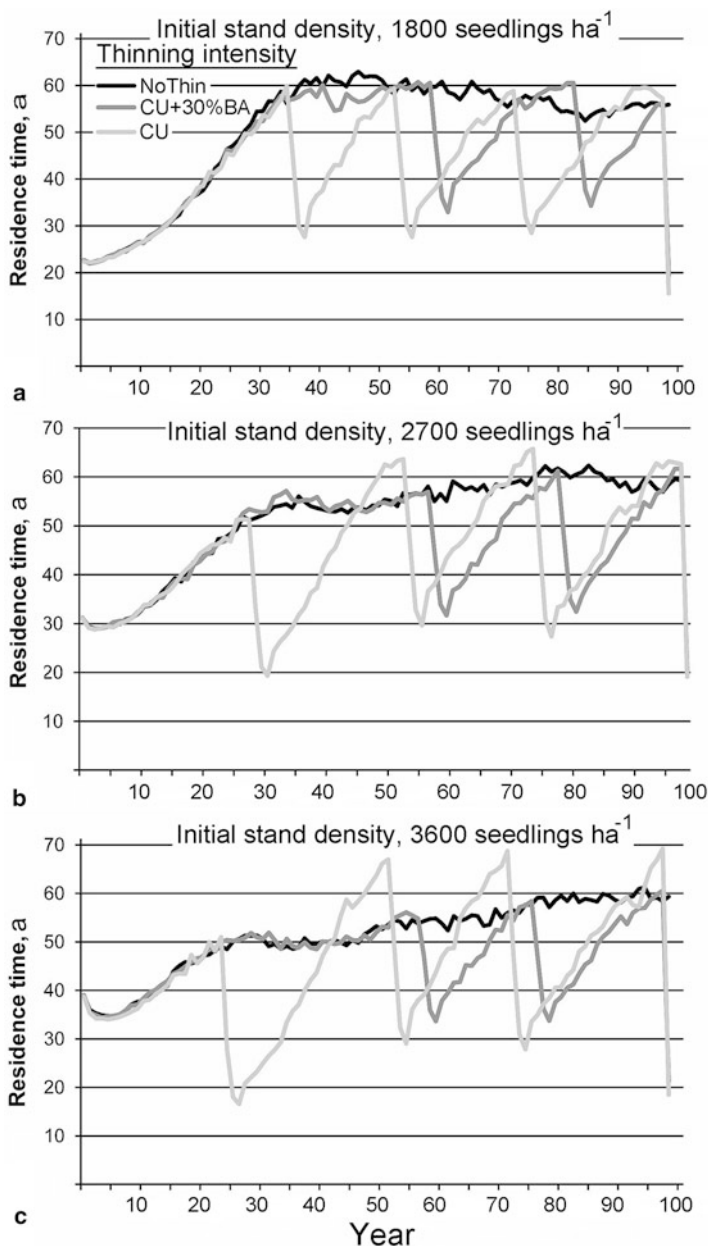 Initial stand density, 1800 seedlings ha-1
Thinning intensity
NoThin
CU+30%BA
CU
Residence time, a
70
60
50
40
30
20
10
10 20 30 40 50 60 70 80 90 100
a
Initial stand density, 2700 seedlings ha-1
Residence time, a
70
60
50
40
30
20
10
10 20 30 40 50 60 70 80 90 100
b
Initial stand density, 3600 seedlings ha-1
Residence time, a
70
60
50
40
30
20
10
10 20 30 40 50 60 70 80 90 100
c
Year